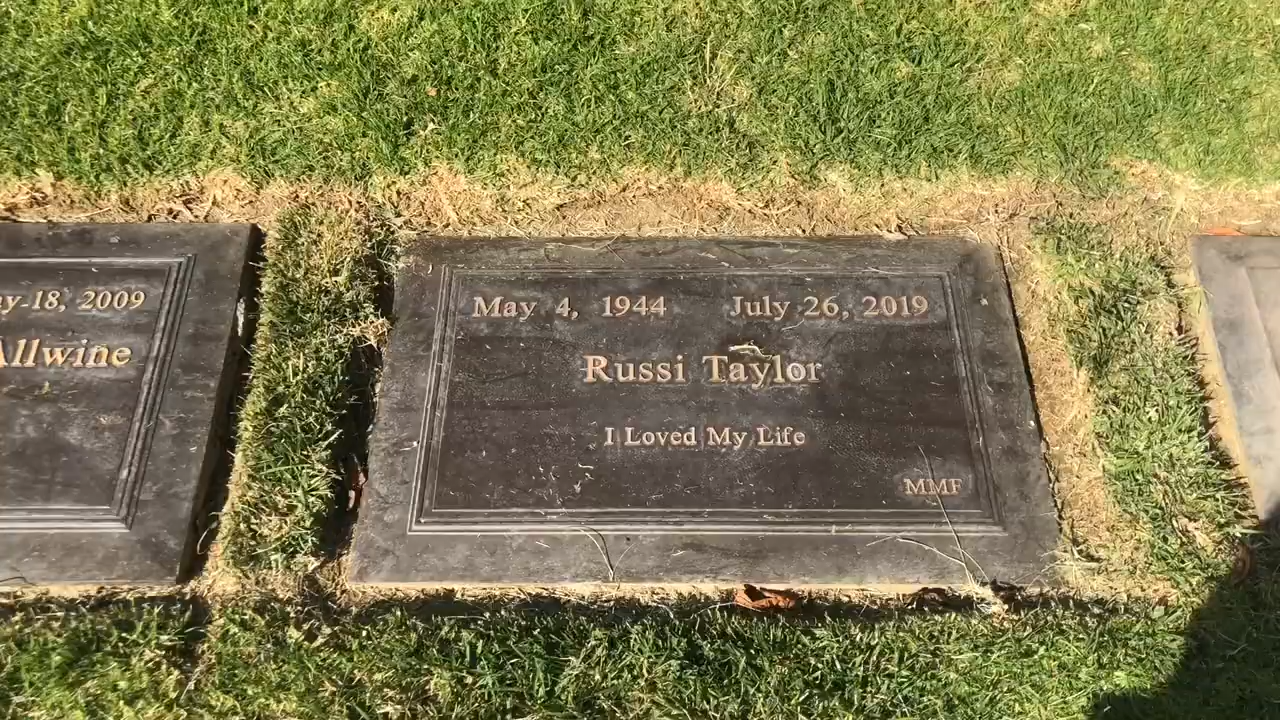 18, 2009
Allwine
May 4, 1944 July 26, 2019
Russi Taylor
I Loved My Life
MMF